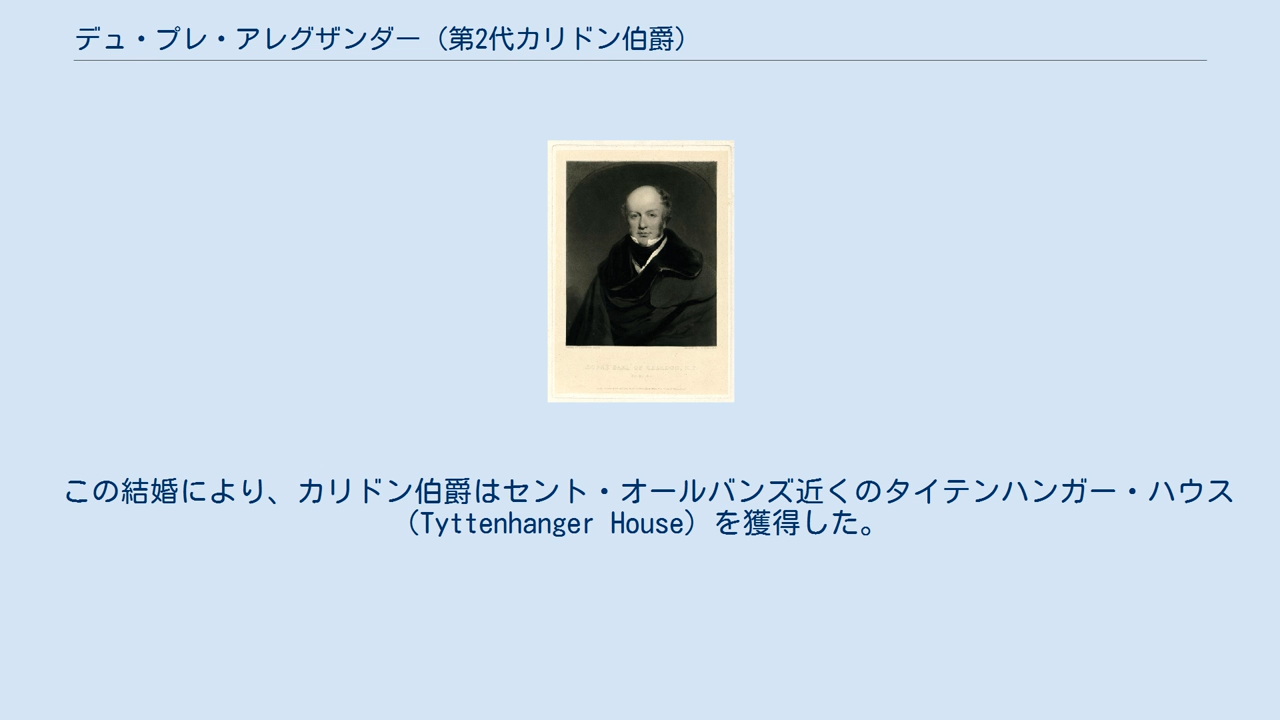 デュ・プレ・アレグザンダー（第2代カリドン伯爵）
この結婚により、カリドン伯爵はセント・オールバンズ近くのタイテンハンガー・ハウス
（Tyttenhanger House）を獲得した。